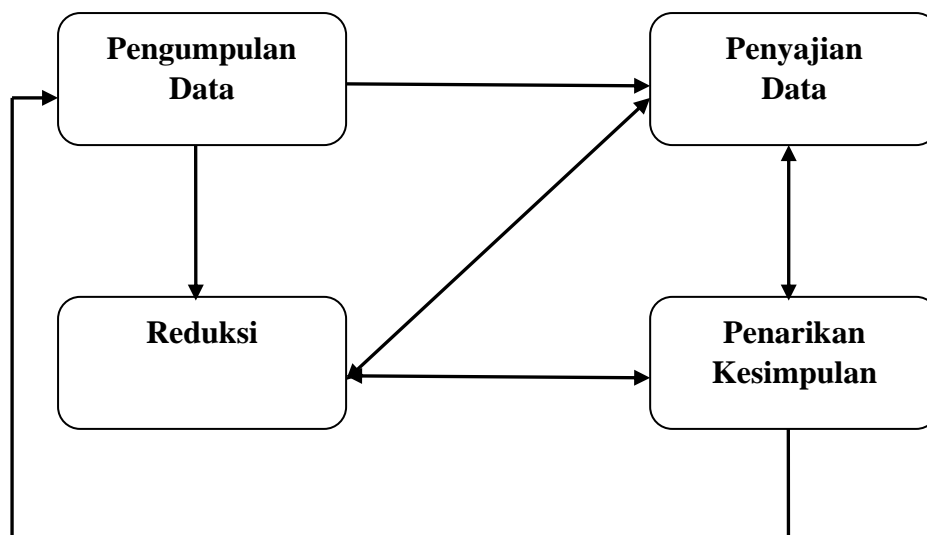 Pengumpulan
Data
Penyajian
Data
Reduksi
Penarikan
Kesimpulan